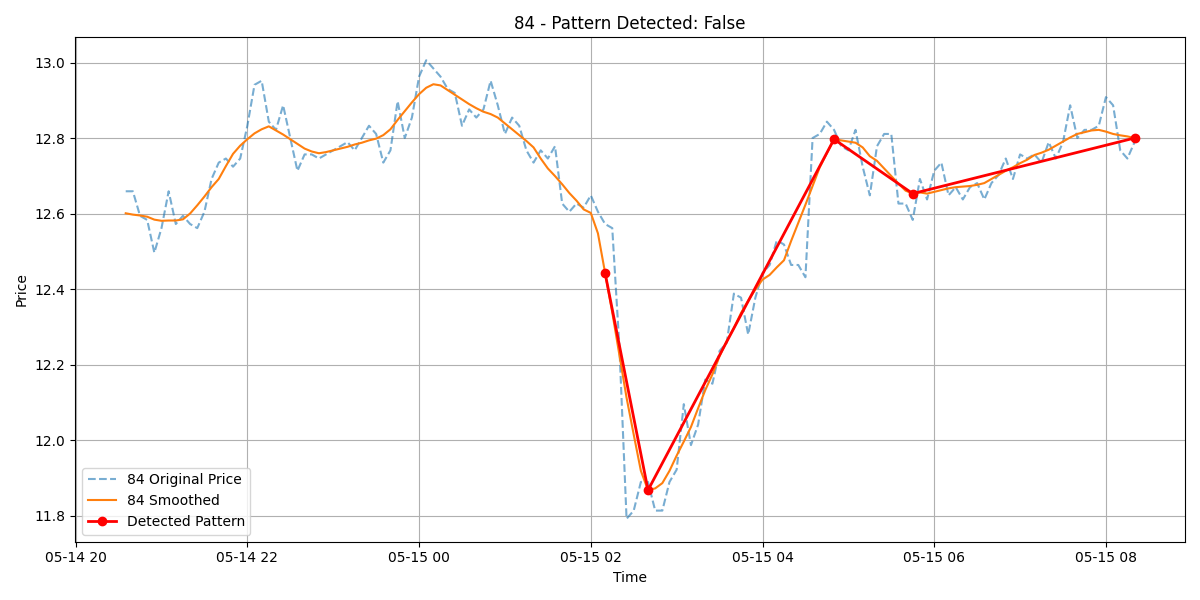 84 - Pattern Detected: False
Price
13.0
12.8
12.6
12.4
12.2
12.0
11.8
84 Original Price
84 Smoothed
Detected Pattern
05-14 20
05-14 22
05-15 00
05-15 02
05-15 04
05-15 06
05-15 08
Time